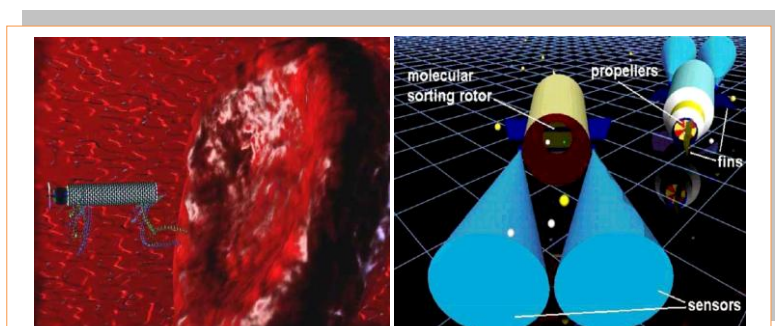 molecular
sorting rotor
propellers
fins
sensors